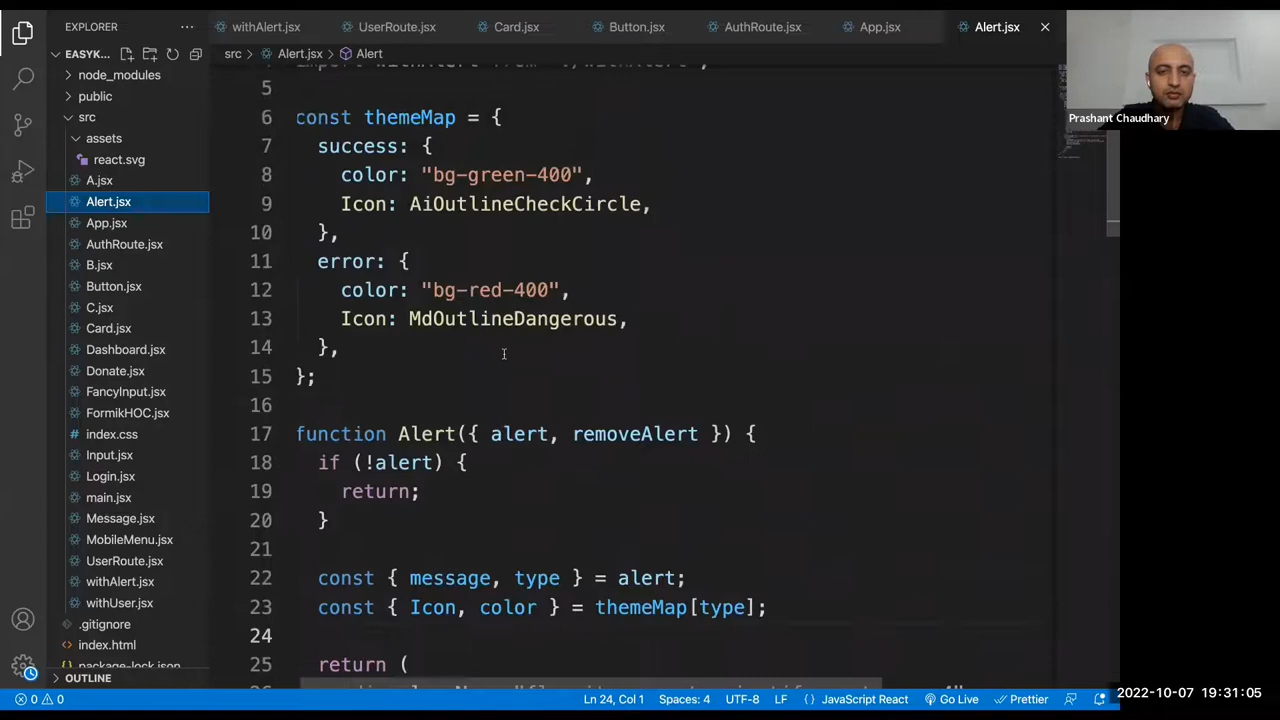 EXPLORER
withAlert.jsx
UserRoute.jsx
Card.jsx
Button.jsx
AuthRoute.jsx
App.jsx
Alert.jsx
EASYK...
src > Alert.jsx > Alert
node_modules
public
src
assets
react.svg
A.jsx
Alert.jsx
App.jsx
AuthRoute.jsx
B.jsx
Button.jsx
C.jsx
Card.jsx
Dashboard.jsx
Donate.jsx
FancyInput.jsx
FormikHOC.jsx
index.css
Input.jsx
Login.jsx
main.jsx
Message.jsx
MobileMenu.jsx
UserRoute.jsx
withAlert.jsx
withUser.jsx
.gitignore
index.html
package-lock.json
OUTLINE
5
6 const themeMap = {
7 success: {
8 color: "bg-green-400",
9 Icon: AiOutlineCheckCircle,
10 },
11 error: {
12 color: "bg-red-400",
13 Icon: MdOutlineDangerous,
14 },
15 };
16
17 function Alert({ alert, removeAlert }) {
18 if (!alert) {
19 return;
20 }
21
22 const { message, type } = alert;
23 const { Icon, color } = themeMap[type];
24
25 return (
Prashant Chaudhary
0 0
Ln 24, Col 1
Spaces: 4
UTF-8
LF
{ } JavaScript React
Go Live
Prettier
2022-10-07 19:31:05